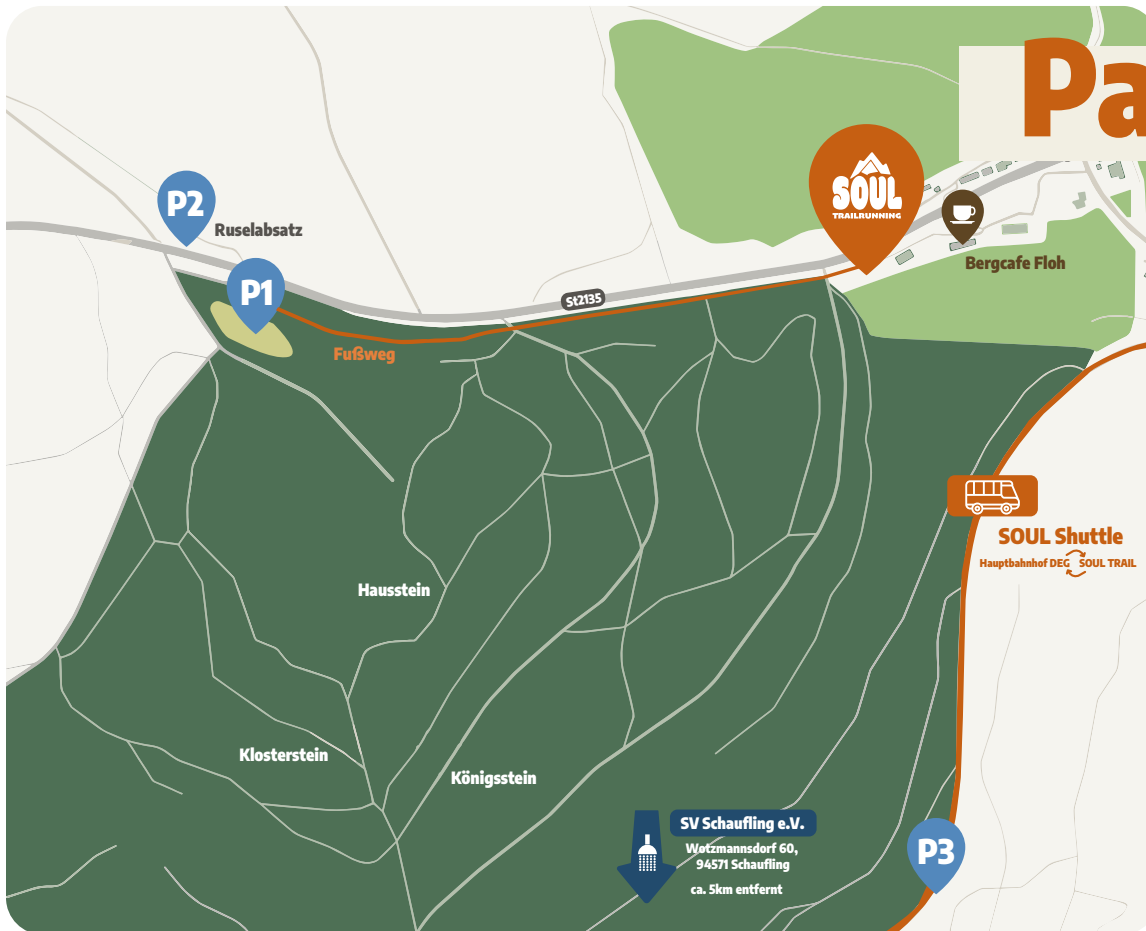 Pa
SOUL
TRAILRUNNING
P2
Ruselabsatz
Bergcafe Floh
P1
St2135
Fußweg
SOUL Shuttle
Hauptbahnhof DEG SOUL TRAIL
Hausstein
Klosterstein
Königsstein
SV Schaufling e.V.
Wotzmannsdorf 60,
94571 Schaufling
ca. 5km entfernt
P3